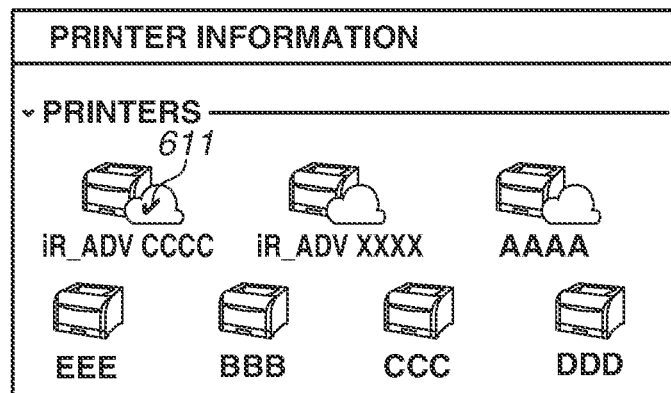 PRINTER INFORMATION
PRINTERS
611
iR_ADV CCCC iR_ADV XXXX AAAA
EEE BBB CCC DDD